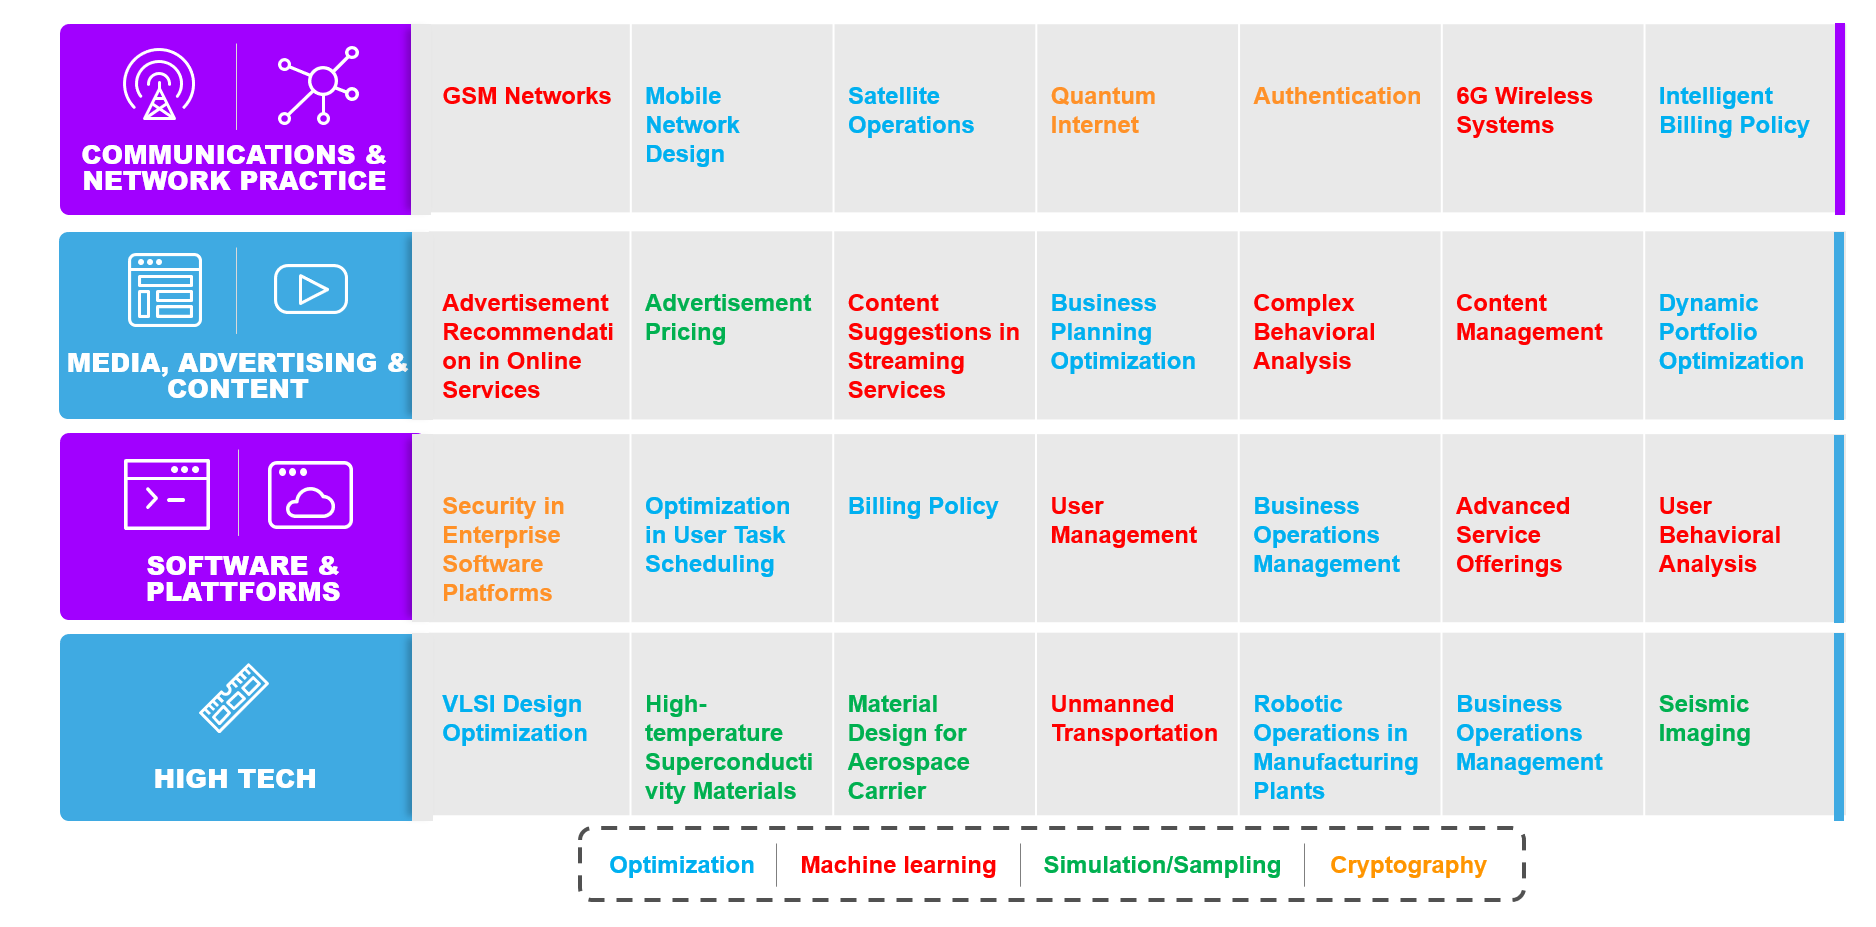 COMMUNICATIONS &
NETWORK PRACTICE
GSM Networks
Mobile
Network
Design
Satellite
Operations
Quantum
Internet
Authentication
6G Wireless
Systems
Intelligent
Billing Policy
MEDIA, ADVERTISING &
CONTENT
Advertisement
Recommendati
on in Online
Services
Advertisement
Pricing
Content
Suggestions in
Streaming
Services
Business
Planning
Optimization
Complex
Behavioral
Analysis
Content
Management
Dynamic
Portfolio
Optimization
SOFTWARE &
PLATTFORMS
Security in
Enterprise
Software
Platforms
Optimization
in User Task
Scheduling
Billing Policy
User
Management
Business
Operations
Management
Advanced
Service
Offerings
User
Behavioral
Analysis
HIGH TECH
VLSI Design
Optimization
High-
temperature
Superconducti
vity Materials
Material
Design for
Aerospace
Carrier
Unmanned
Transportation
Robotic
Operations in
Manufacturing
Plants
Business
Operations
Management
Seismic
Imaging
Optimization
Machine learning
Simulation/Sampling
Cryptography